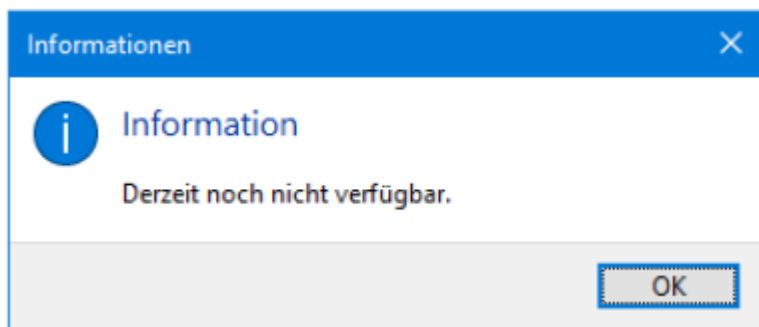 Informationen
Information
Derzeit noch nicht verfügbar.
OK